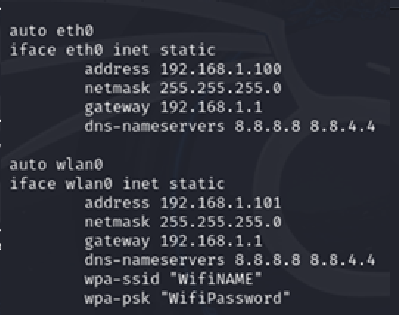 auto eth0
iface eth0 inet static
        address 192.168.1.100
        netmask 255.255.255.0
        gateway 192.168.1.1
        dns-nameservers 8.8.8.8 8.8.4.4

auto wlan0
iface wlan0 inet static
        address 192.168.1.101
        netmask 255.255.255.0
        gateway 192.168.1.1
        dns-nameservers 8.8.8.8 8.8.4.4
        wpa-ssid "WifiNAME"
        wpa-psk "WifiPassword"